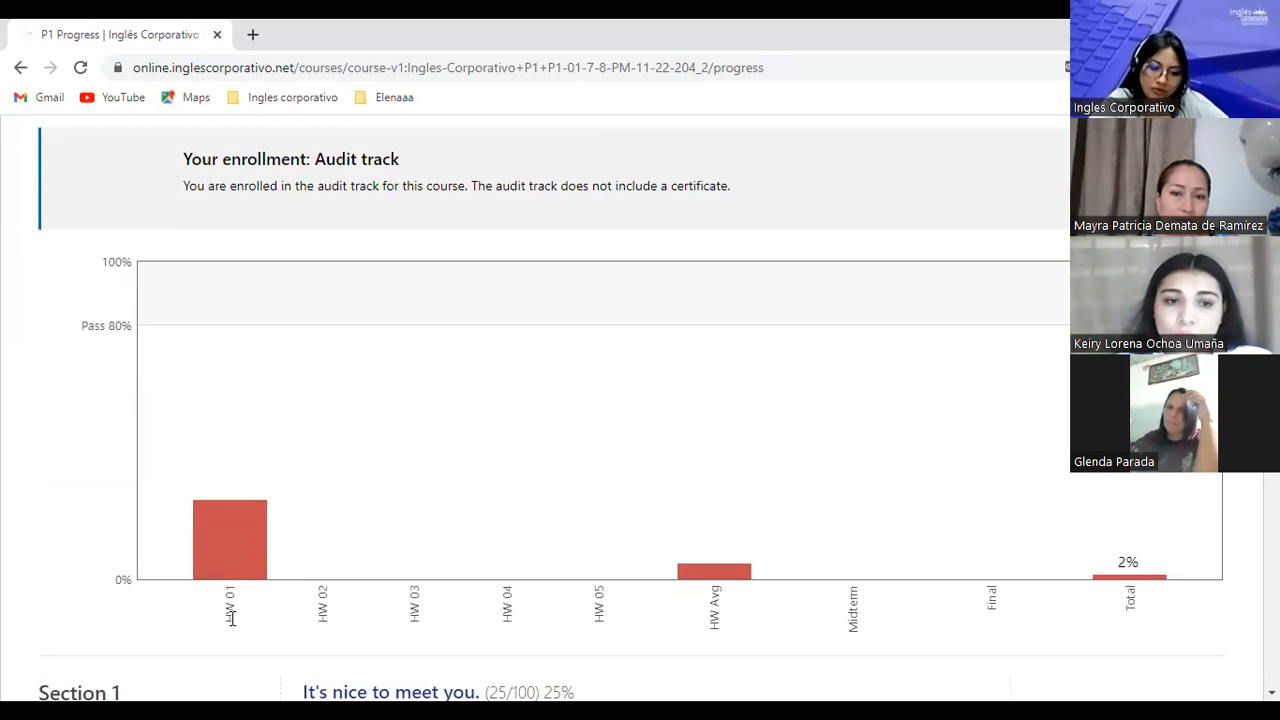 P1 Progress | Inglés Corporativo
online.inglescorporativo.net/courses/course-v1:Ingles-Corporativo+P1+P1-01-7-8-PM-11-22-204_2/progress
Gmail
YouTube
Maps
Ingles corporativo
Elenaaa
Your enrollment: Audit track
You are enrolled in the audit track for this course. The audit track does not include a certificate.
100%
Pass 80%
0%
2%
HW 01
HW 02
HW 03
HW 04
HW 05
HW Avg
Midterm
Final
Total
Section 1
It's nice to meet you. (25/100) 25%
Inglés
Ingles Corporativo
Mayra Patricia Demata de Ramírez
Keiry Lorena Ochoa Umaña
Glenda Parada